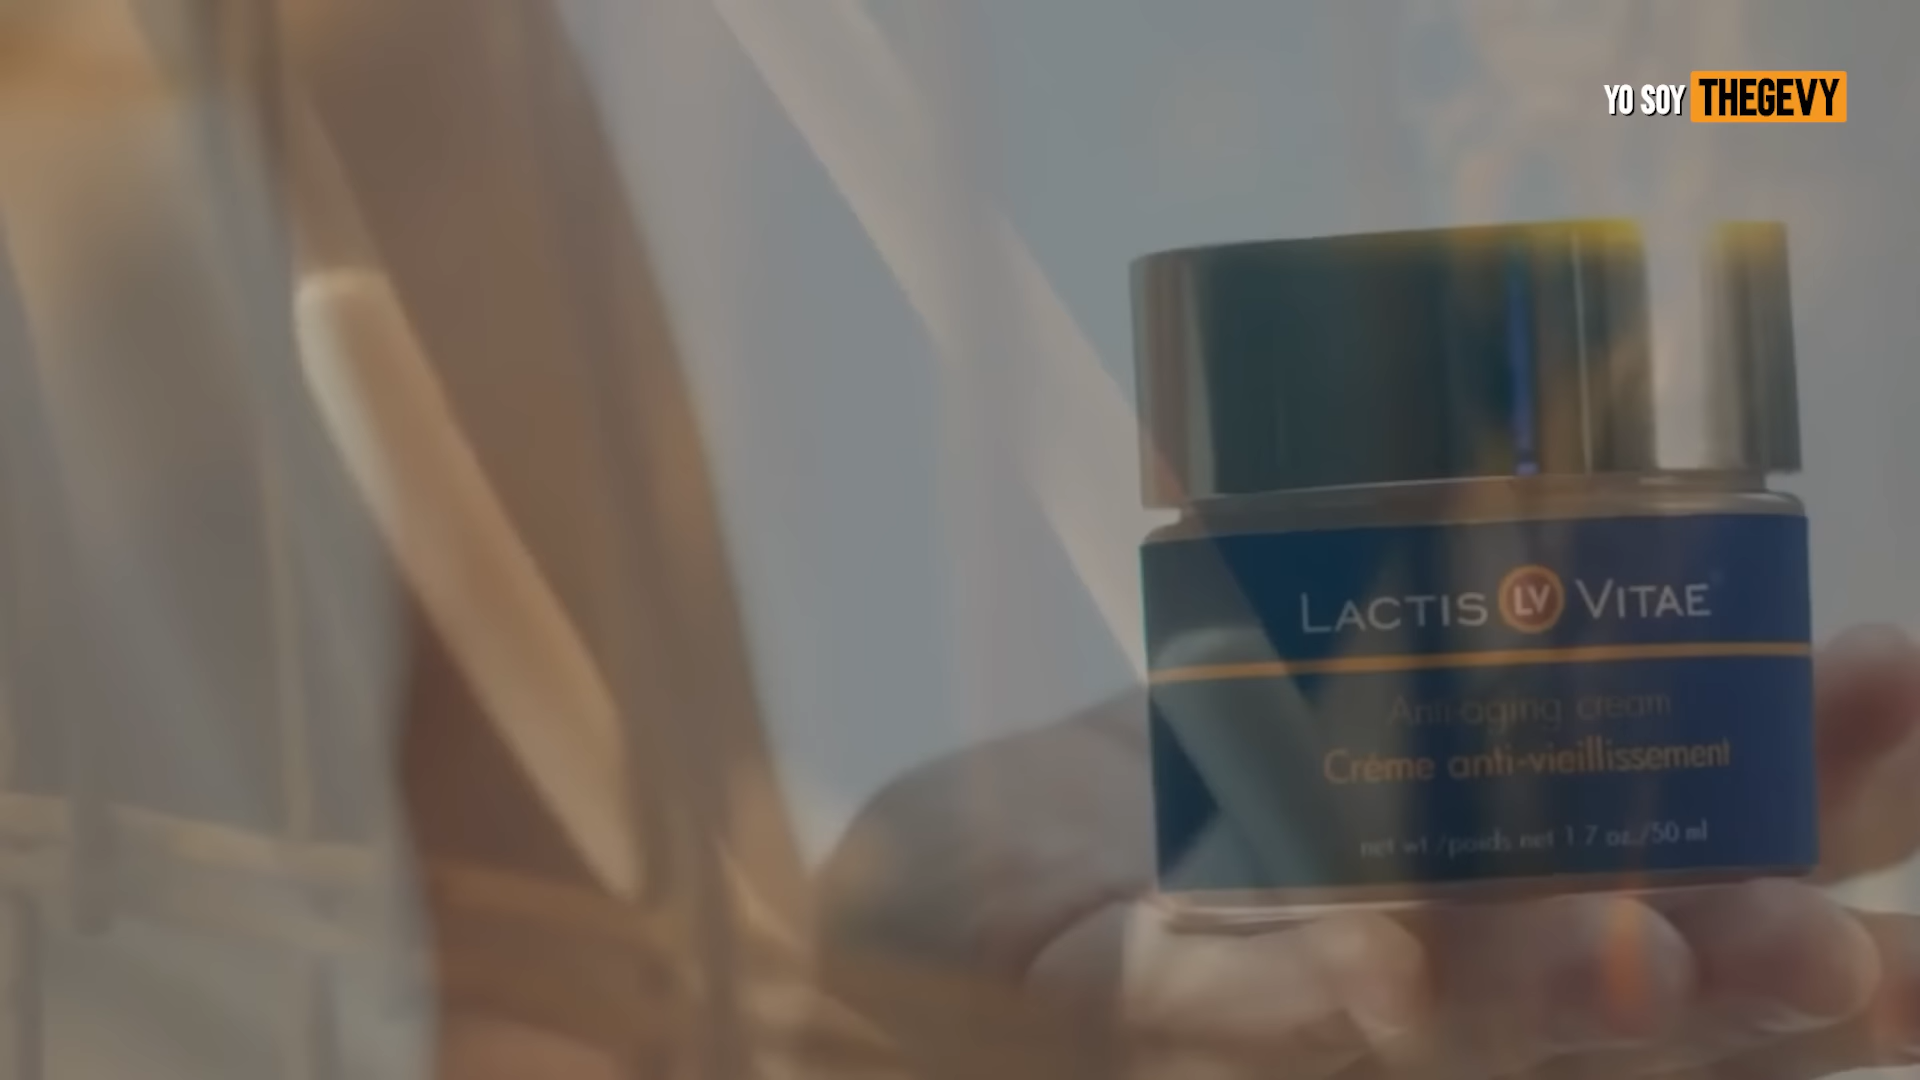 YO SOY THEGEVY
LACTIS LV VITAE
Anti-aging cream
Crème anti-vieillissement
net wt /poids net 1.7 oz./50 ml